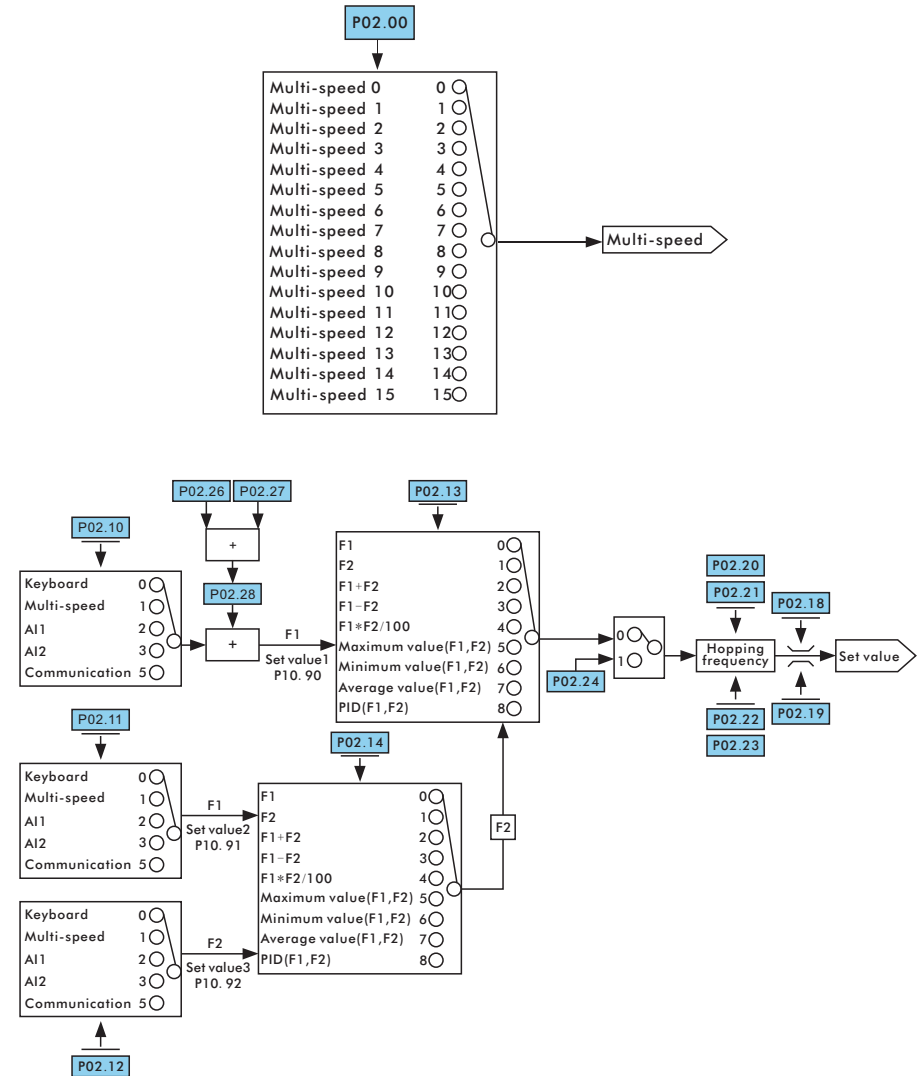 P02.00
Multi-speed 0 0
Multi-speed 1 1
Multi-speed 2 2
Multi-speed 3 3
Multi-speed 4 4
Multi-speed 5 5
Multi-speed 6 6
Multi-speed 7 7
Multi-speed 8 8
Multi-speed 9 9
Multi-speed 10 10
Multi-speed 11 11
Multi-speed 12 12
Multi-speed 13 13
Multi-speed 14 14
Multi-speed 15 15
Multi-speed
P02.10
Keyboard 0
Multi-speed 1
AI1 2
AI2 3
Communication 5
P02.26 P02.27
+
P02.28
+
F1
Set value1
P10. 90
P02.13
F1 0
F2 1
F1+F2 2
F1-F2 3
F1*F2/100 4
Maximum value(F1,F2) 5
Minimum value(F1,F2) 6
Average value(F1,F2) 7
PID(F1,F2) 8
0
1
P02.24
P02.20
P02.21
Hopping
frequency
P02.22
P02.23
P02.18
P02.19
Set value
P02.11
Keyboard 0
Multi-speed 1
AI1 2
AI2 3
Communication 5
F1
Set value2
P10. 91
P02.14
F1 0
F2 1
F1+F2 2
F1-F2 3
F1*F2/100 4
Maximum value(F1,F2) 5
Minimum value(F1,F2) 6
Average value(F1,F2) 7
PID(F1,F2) 8
F2
Keyboard 0
Multi-speed 1
AI1 2
AI2 3
Communication 5
F2
Set value3
P10. 92
P02.12